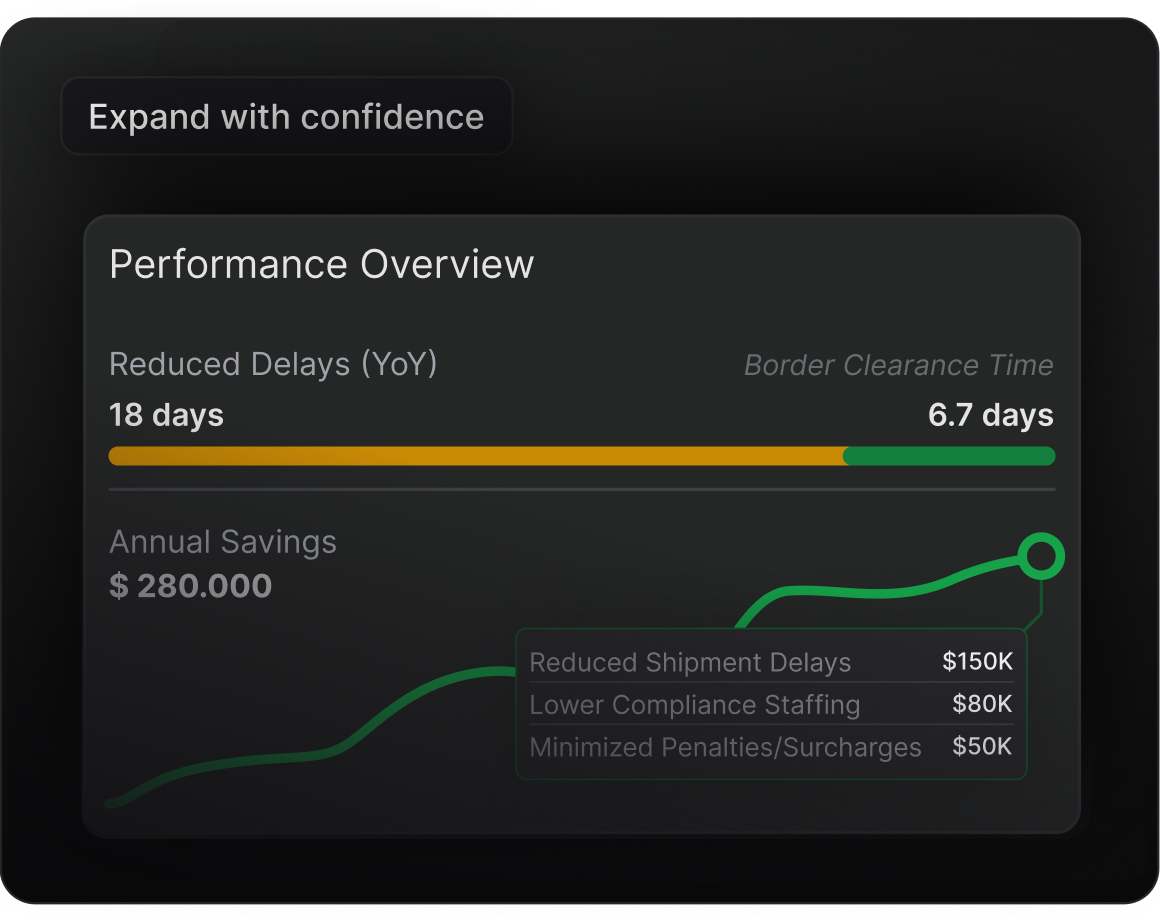 Expand with confidence
Performance Overview
Reduced Delays (YoY) Border Clearance Time
18 days 6.7 days
Annual Savings
$ 280.000
Reduced Shipment Delays $150K
Lower Compliance Staffing $80K
Minimized Penalties/Surcharges $50K